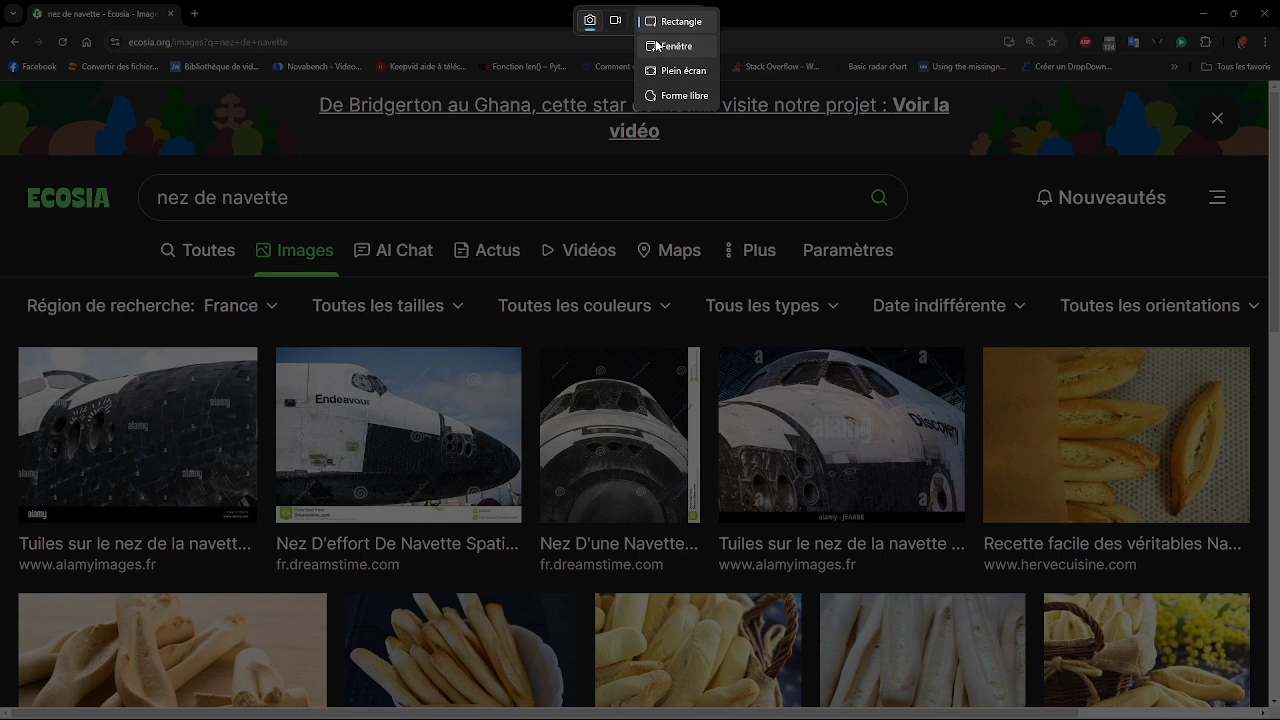 nez de navette - Ecosia - Image
Rectangle
Fenêtre
Plein écran
Forme libre
ecosia.org/images?q=nez+de+navette
ABP
Facebook
Convertir des fichier...
Bibliothèque de vid...
Novabench - Vidéo...
Keepvid aide à téléc...
Fonction len() — Pyt...
Stack Overflow - W...
Basic radar chart
Using the missingn...
Créer un DropDown...
Tous les favoris
De Bridgerton au Ghana, cette star
visite notre projet : Voir la
vidéo
ECOSIA
nez de navette
Nouveautés
Toutes
Images
AI Chat
Actus
Vidéos
Maps
Plus
Paramètres
Région de recherche: France
Toutes les tailles
Toutes les couleurs
Tous les types
Date indifférente
Toutes les orientations
alamy
Endeavour
dreamstime.com
Discovery
alamy - J5A8BE
Tuiles sur le nez de la navett...
www.alamyimages.fr
Nez D'effort De Navette Spati...
fr.dreamstime.com
Nez D'une Navette...
fr.dreamstime.com
Tuiles sur le nez de la navette ...
www.alamyimages.fr
Recette facile des véritables Na...
www.hervecuisine.com